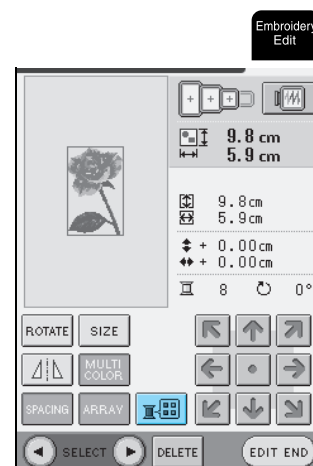 Embroidery
Edit
9.8 cm
5.9 cm
9.8cm
5.9cm
+ 0.00cm
+ 0.00cm
8 0°
ROTATE SIZE
MULTI
COLOR
SPACING ARRAY
SELECT DELETE EDIT END